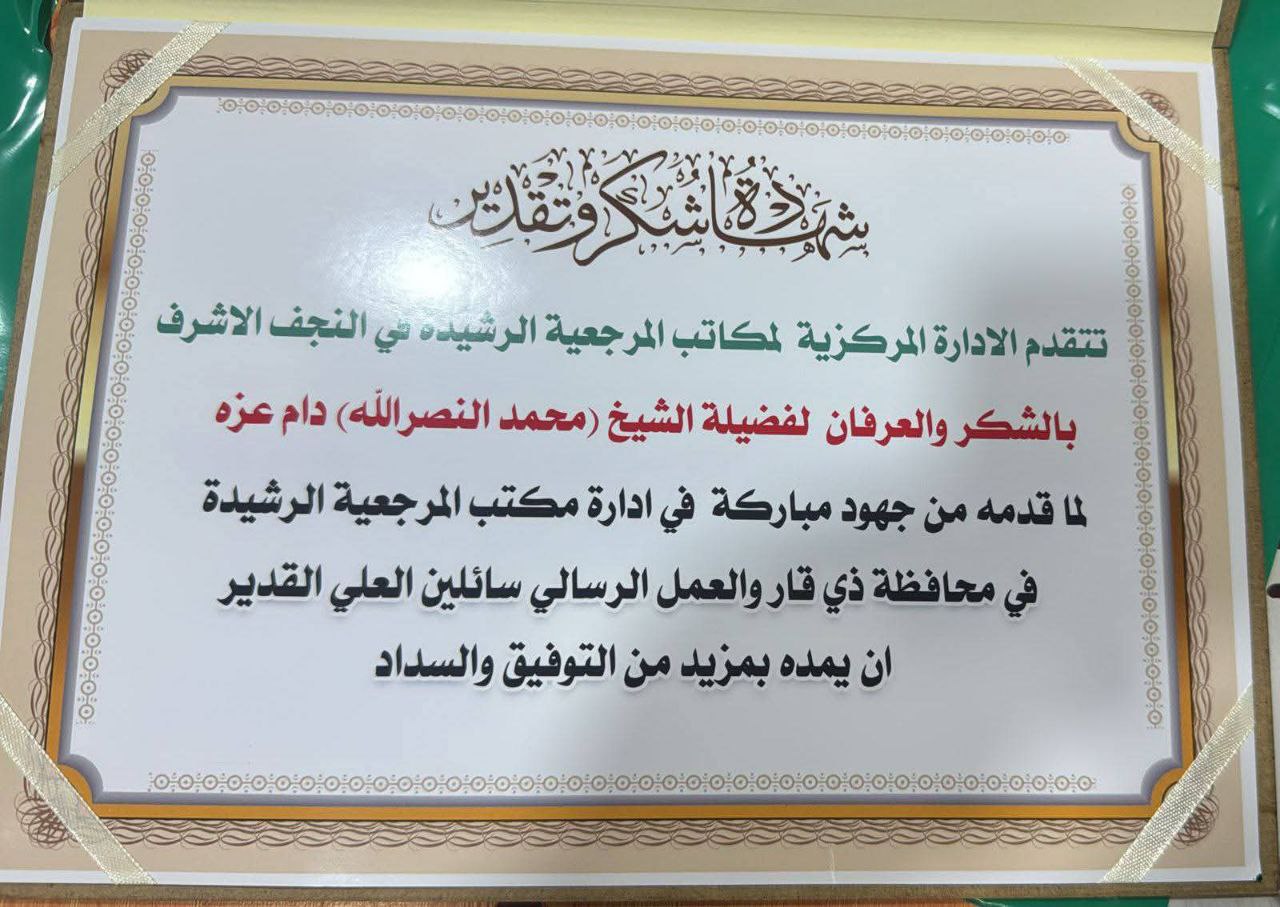 شهادة شكر وتقدير
تتقدم الادارة المركزية لمكاتب المرجعية الرشيدة في النجف الاشرف
بالشكر والعرفان لفضيلة الشيخ (محمد النصرالله) دام عزه
لما قدمه من جهود مباركة في ادارة مكتب المرجعية الرشيدة
في محافظة ذي قار والعمل الرسالي سائلين العلي القدير
ان يمده بمزيد من التوفيق والسداد